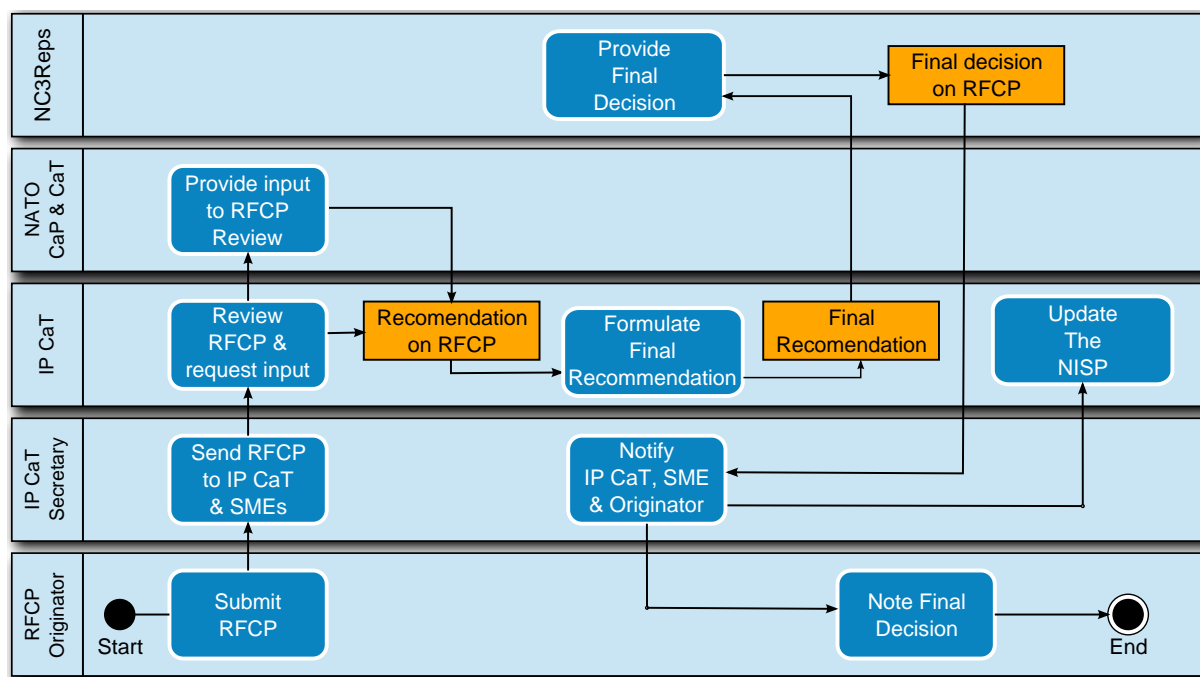 NC3Reps
Provide
Final
Decision
Final decision
on RFCP
NATO
CaP & CaT
Provide input
to RFCP
Review
IP CaT
Review
RFCP &
request input
Recomendation
on RFCP
Formulate
Final
Recommendation
Final
Recomendation
Update
The
NISP
IP CaT
Secretary
Send RFCP
to IP CaT
& SMEs
Notify
IP CaT, SME
& Originator
RFCP
Originator
Start
Submit
RFCP
Note Final
Decision
End